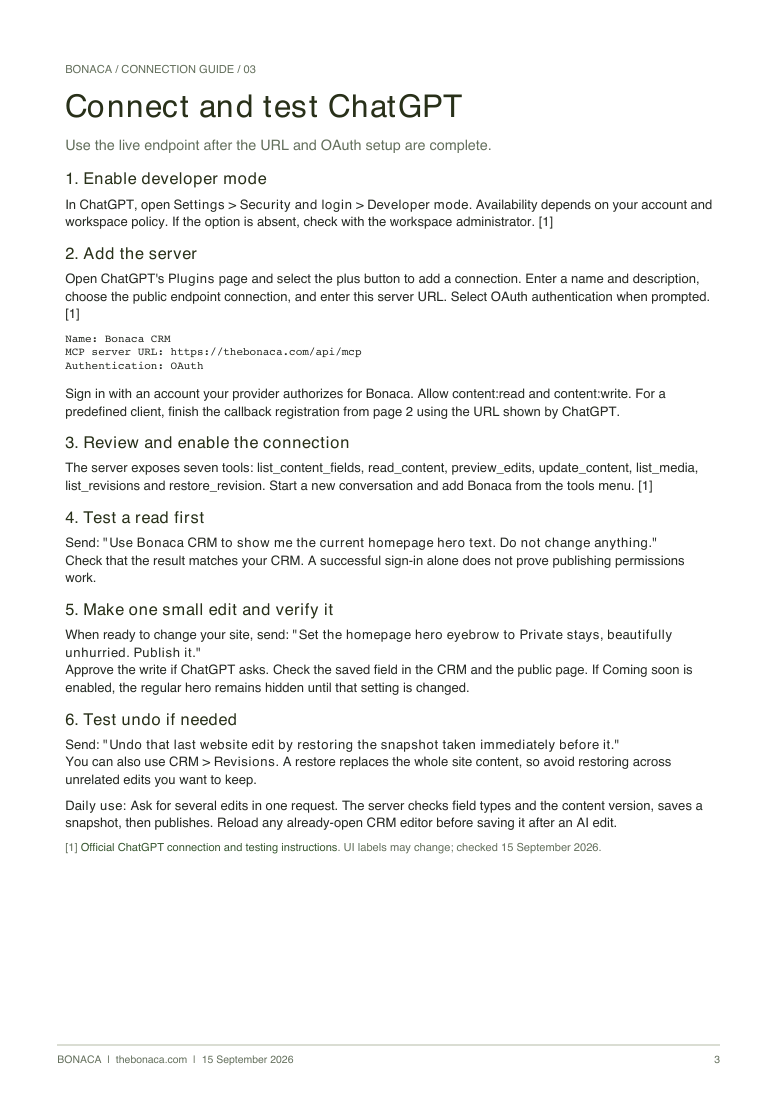 BONACA / CONNECTION GUIDE / 03
Connect and test ChatGPT
Use the live endpoint after the URL and OAuth setup are complete.
1. Enable developer mode
In ChatGPT, open Settings > Security and login > Developer mode. Availability depends on your account and
workspace policy. If the option is absent, check with the workspace administrator. [1]
2. Add the server
Open ChatGPT's Plugins page and select the plus button to add a connection. Enter a name and description,
choose the public endpoint connection, and enter this server URL. Select OAuth authentication when prompted.
[1]
Name: Bonaca CRM
MCP server URL: https://thebonaca.com/api/mcp
Authentication: OAuth
Sign in with an account your provider authorizes for Bonaca. Allow content:read and content:write. For a
predefined client, finish the callback registration from page 2 using the URL shown by ChatGPT.
3. Review and enable the connection
The server exposes seven tools: list_content_fields, read_content, preview_edits, update_content, list_media,
list_revisions and restore_revision. Start a new conversation and add Bonaca from the tools menu. [1]
4. Test a read first
Send: "Use Bonaca CRM to show me the current homepage hero text. Do not change anything."
Check that the result matches your CRM. A successful sign-in alone does not prove publishing permissions
work.
5. Make one small edit and verify it
When ready to change your site, send: "Set the homepage hero eyebrow to Private stays, beautifully
unhurried. Publish it."
Approve the write if ChatGPT asks. Check the saved field in the CRM and the public page. If Coming soon is
enabled, the regular hero remains hidden until that setting is changed.
6. Test undo if needed
Send: "Undo that last website edit by restoring the snapshot taken immediately before it."
You can also use CRM > Revisions. A restore replaces the whole site content, so avoid restoring across
unrelated edits you want to keep.
Daily use: Ask for several edits in one request. The server checks field types and the content version, saves a
snapshot, then publishes. Reload any already-open CRM editor before saving it after an AI edit.
[1] Official ChatGPT connection and testing instructions. UI labels may change; checked 15 September 2026.
BONACA | thebonaca.com | 15 September 2026
3